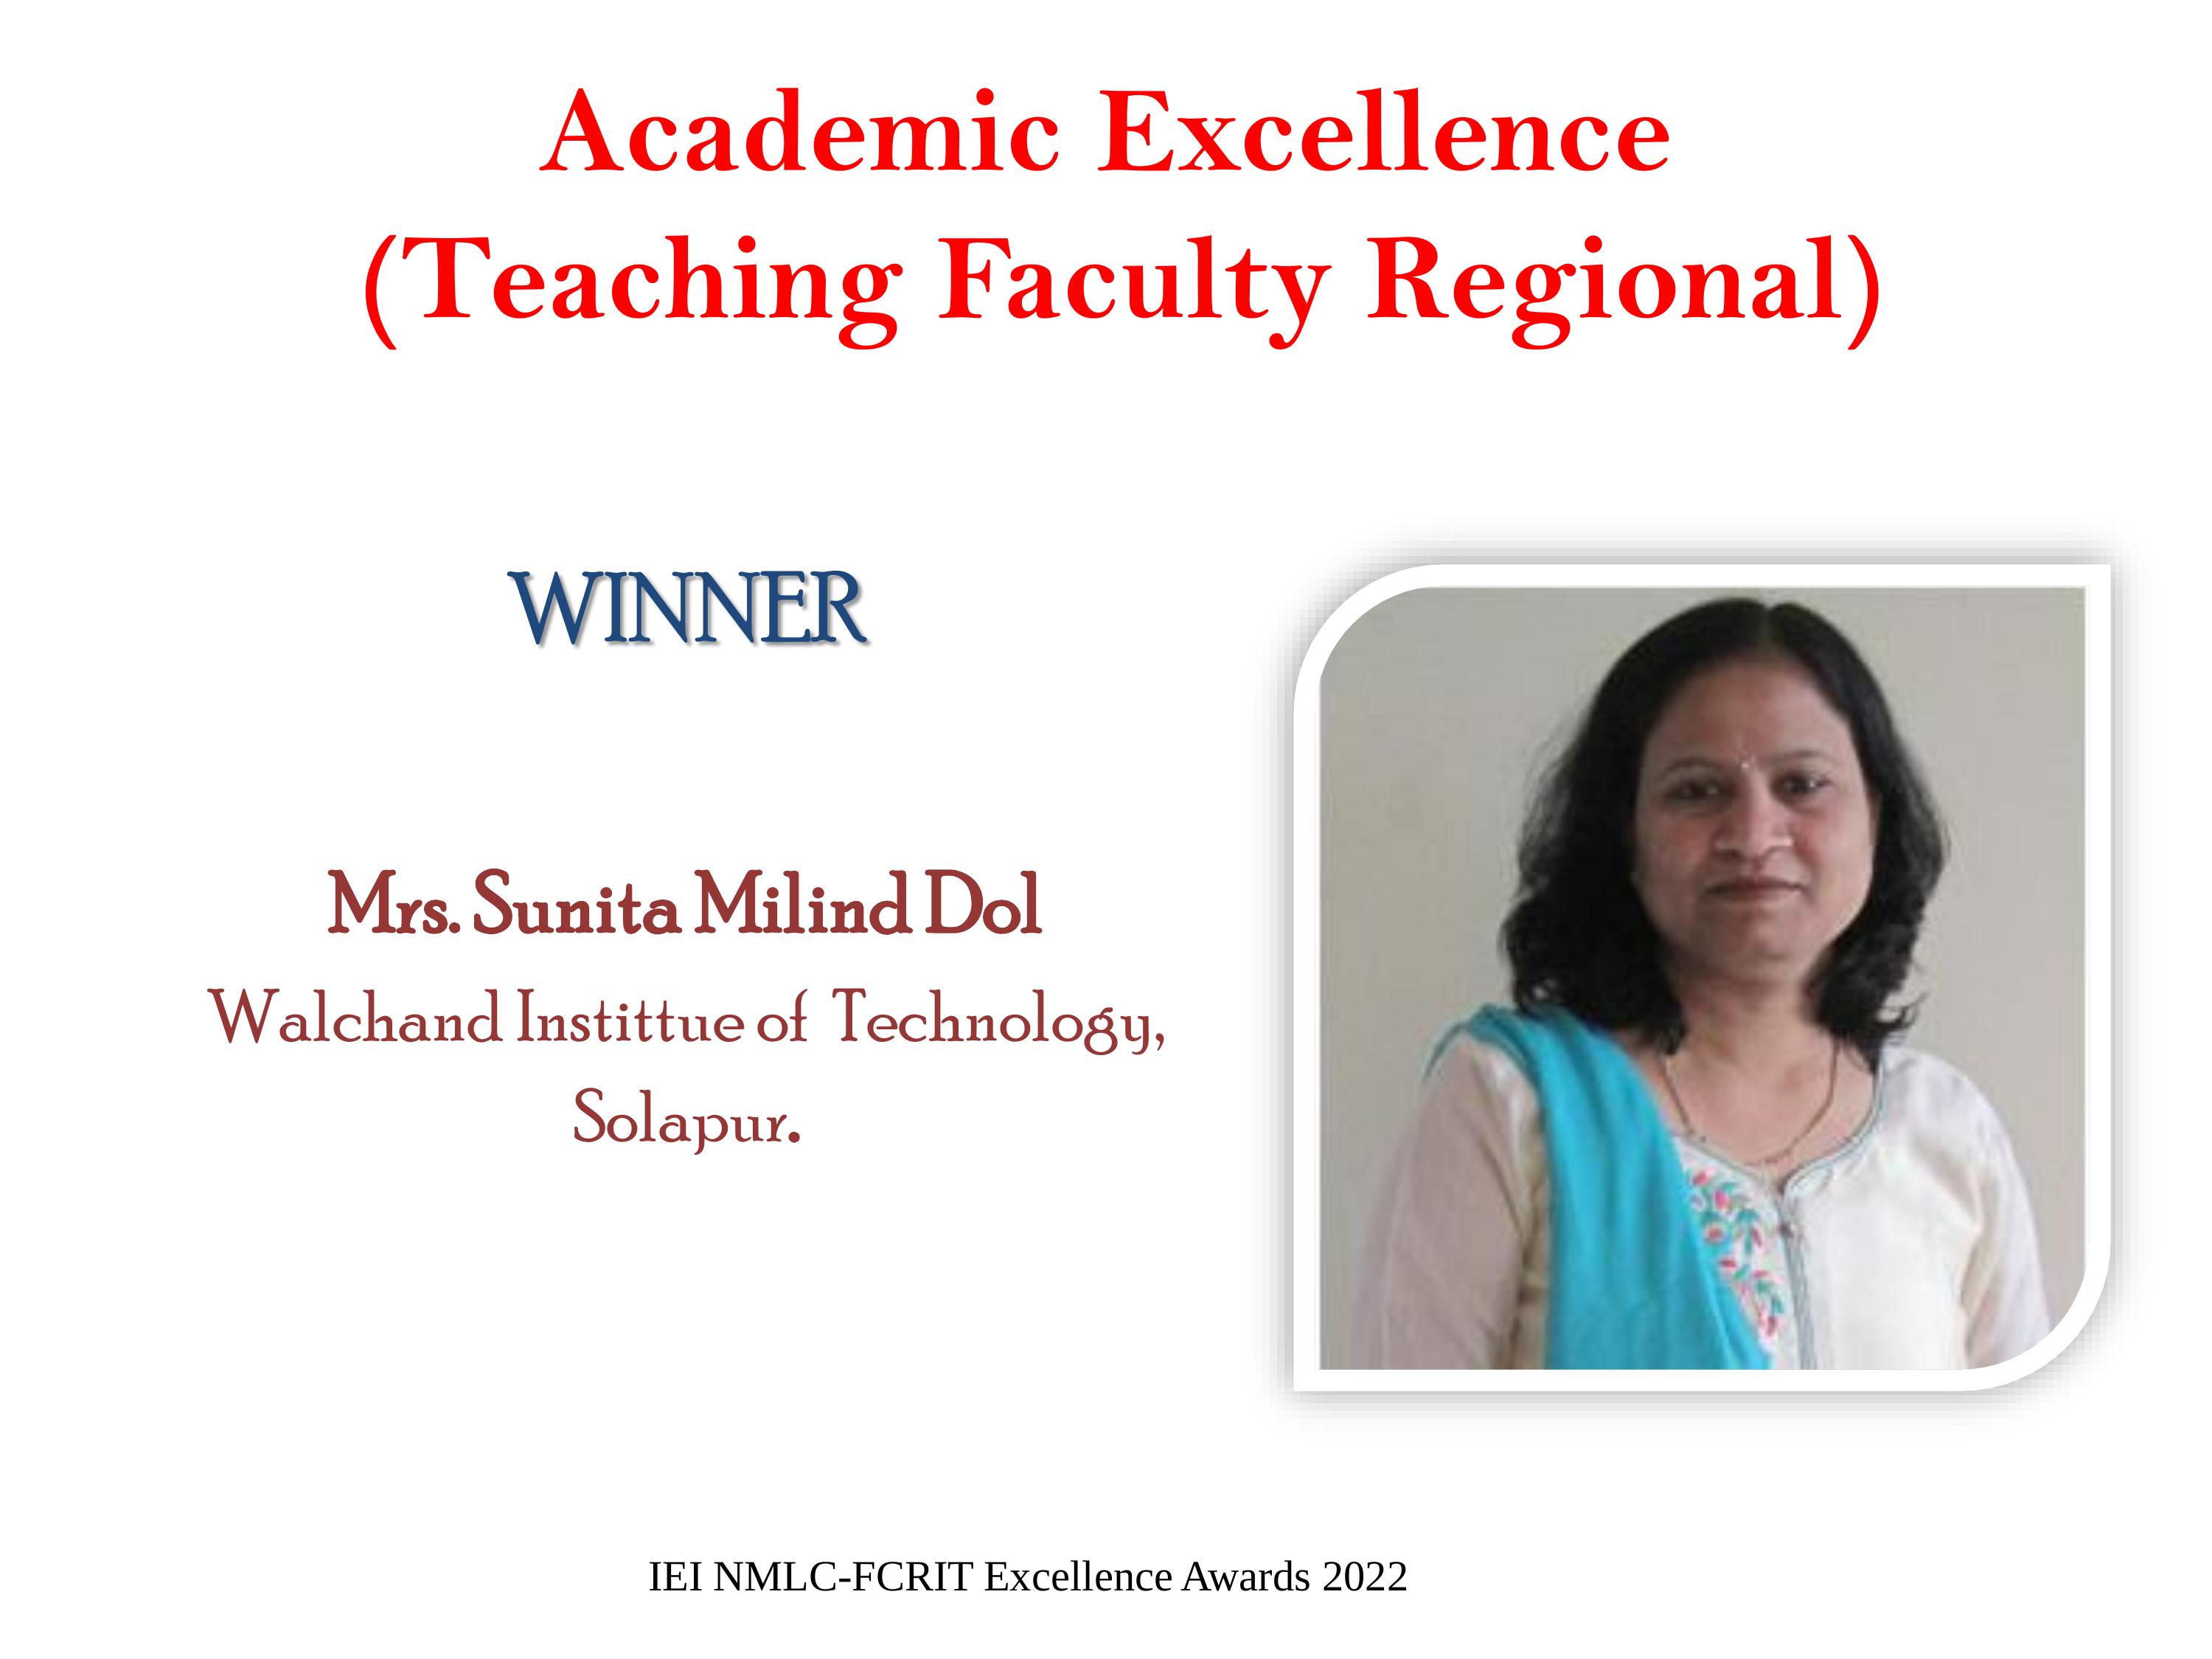 Academic Excellence
(Teaching Faculty Regional)
WINNER
Mrs. Sunita Milind Dol
Walchand Instittue of Technology,
Solapur.
IEI NMLC-FCRIT Excellence Awards 2022